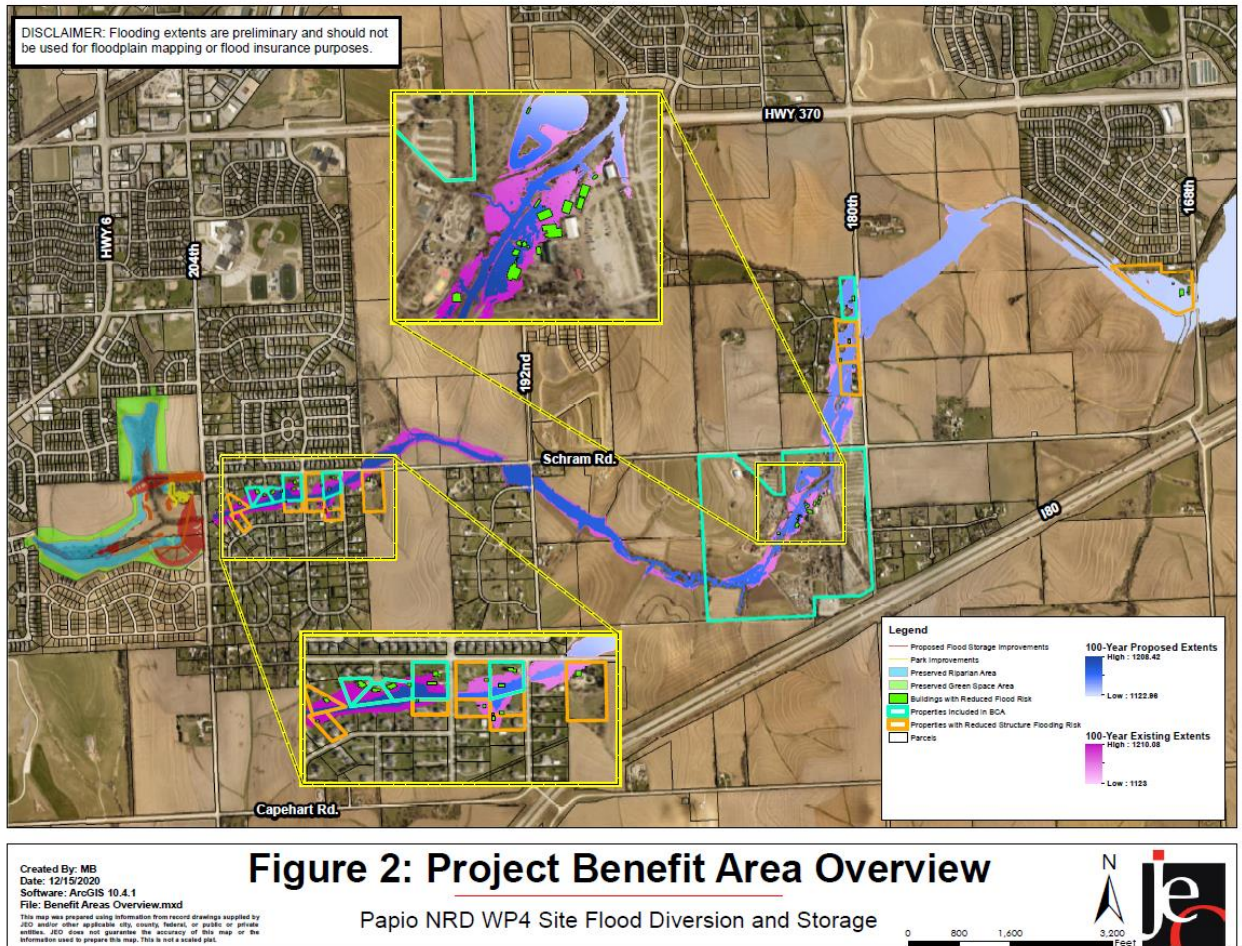 DISCLAIMER: Flooding extents are preliminary and should not
be used for floodplain mapping or flood insurance purposes.
HWY 370
HWY 6
204th
180th
168th
192nd
Schram Rd.
I80
Capehart Rd.
Legend
Proposed Flood Storage Improvements
Park Improvements
Preserved Riparian Area
Preserved Green Space Area
Buildings with Reduced Flood Risk
Properties Included in BCA
Properties with Reduced Structure Flooding Risk
Parcels
100-Year Proposed Extents
High : 1208.42
Low : 1122.96
100-Year Existing Extents
High : 1210.08
Low : 1123
Created By: MB
Date: 12/15/2020
Software: ArcGIS 10.4.1
File: Benefit Areas Overview.mxd
This map was prepared using information from record drawings supplied by
JEO and/or other applicable city, county, federal, or public or private
entities. JEO does not guarantee the accuracy of this map or the
information used to prepare this map. This is not a scaled plat.
Figure 2: Project Benefit Area Overview
Papio NRD WP4 Site Flood Diversion and Storage
N
0 800 1,600 3,200
Feet
jeo